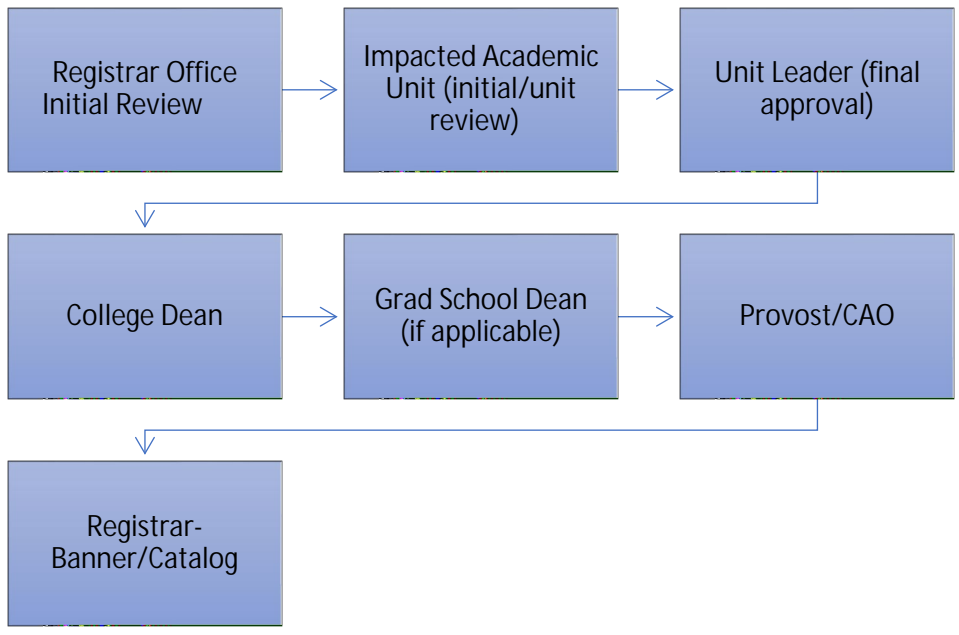 Registrar Office
Initial Review
Impacted Academic
Unit (initial/unit
review)
Unit Leader (final
approval)
College Dean
Grad School Dean
(if applicable)
Provost/CAO
Registrar-
Banner/Catalog